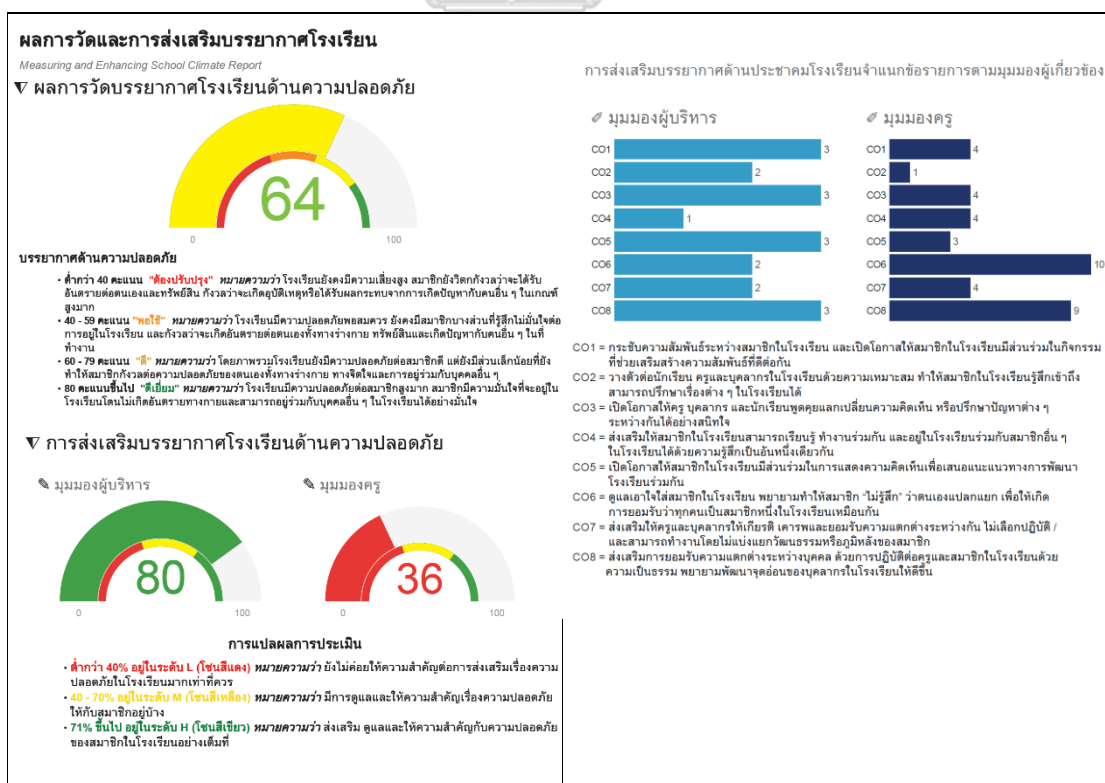 ผลการวัดและการส่งเสริมบรรยากาศโรงเรียน
Measuring and Enhancing School Climate Report
∇ ผลการวัดบรรยากาศโรงเรียนด้านความปลอดภัย
64
0 100
บรรยากาศด้านความปลอดภัย
• ต่ำกว่า 40 คะแนน "ต้องปรับปรุง" หมายความว่า โรงเรียนยังคงมีความเสี่ยงสูง สมาชิกยังวิตกกังวลว่าจะได้รับ
อันตรายต่อตนเองและทรัพย์สิน กังวลว่าจะเกิดอุบัติเหตุหรือได้รับผลกระทบจากการเกิดปัญหากับคนอื่น ๆ ในเกณฑ์
สูงมาก
• 40 - 59 คะแนน "พอใช้" หมายความว่า โรงเรียนมีความปลอดภัยพอสมควร ยังคงมีสมาชิกบางส่วนที่รู้สึกไม่มั่นใจต่อ
การอยู่ในโรงเรียน และกังวลว่าจะเกิดอันตรายต่อตนเองทั้งทางร่างกาย ทรัพย์สินและเกิดปัญหากับคนอื่น ๆ ในที่
ทำงาน
• 60 - 79 คะแนน "ดี" หมายความว่า โดยภาพรวมโรงเรียนยังมีความปลอดภัยต่อสมาชิกดี แต่ยังมีส่วนเล็กน้อยที่ยัง
ทำให้สมาชิกกังวลต่อความปลอดภัยของตนเองทั้งทางร่างกาย ทางจิตใจและการอยู่ร่วมกับบุคคลอื่น ๆ
• 80 คะแนนขึ้นไป "ดีเยี่ยม" หมายความว่า โรงเรียนมีความปลอดภัยต่อสมาชิกสูงมาก สมาชิกมีความมั่นใจที่จะอยู่ใน
โรงเรียนโดนไม่เกิดอันตรายทางกายและสามารถอยู่ร่วมกับบุคคลอื่น ๆ ในโรงเรียนได้อย่างมั่นใจ
∇ การส่งเสริมบรรยากาศโรงเรียนด้านความปลอดภัย
✎ มุมมองผู้บริหาร ✎ มุมมองครู
80 36
0 100 0 100
การแปลผลการประเมิน
• ต่ำกว่า 40% อยู่ในระดับ L (โซนสีแดง) หมายความว่า ยังไม่ค่อยให้ความสำคัญต่อการส่งเสริมเรื่องความ
ปลอดภัยในโรงเรียนมากเท่าที่ควร
• 40 - 70% อยู่ในระดับ M (โซนสีเหลือง) หมายความว่า มีการดูแลและให้ความสำคัญเรื่องความปลอดภัย
ให้กับสมาชิกอยู่บ้าง
• 71% ขึ้นไป อยู่ในระดับ H (โซนสีเขียว) หมายความว่า ส่งเสริม ดูแลและให้ความสำคัญกับความปลอดภัย
ของสมาชิกในโรงเรียนอย่างเต็มที่
การส่งเสริมบรรยากาศด้านประชาคมโรงเรียนจำแนกข้อรายการตามมุมมองผู้เกี่ยวข้อง
✐ มุมมองผู้บริหาร ✐ มุมมองครู
CO1 3 CO1 4
CO2 2 CO2 1
CO3 3 CO3 4
CO4 1 CO4 4
CO5 3 CO5 3
CO6 2 CO6 10
CO7 2 CO7 4
CO8 3 CO8 9
CO1 = กระชับความสัมพันธ์ระหว่างสมาชิกในโรงเรียน และเปิดโอกาสให้สมาชิกในโรงเรียนมีส่วนร่วมในกิจกรรม
ที่ช่วยเสริมสร้างความสัมพันธ์ที่ดีต่อกัน
CO2 = วางตัวต่อนักเรียน ครูและบุคลากรในโรงเรียนด้วยความเหมาะสม ทำให้สมาชิกในโรงเรียนรู้สึกเข้าถึง
สามารถปรึกษาเรื่องต่าง ๆ ในโรงเรียนได้
CO3 = เปิดโอกาสให้ครู บุคลากร และนักเรียนพูดคุยแลกเปลี่ยนความคิดเห็น หรือปรึกษาปัญหาต่าง ๆ
ระหว่างกันได้อย่างสนิทใจ
CO4 = ส่งเสริมให้สมาชิกในโรงเรียนสามารถเรียนรู้ ทำงานร่วมกัน และอยู่ในโรงเรียนร่วมกับสมาชิกอื่น ๆ
ในโรงเรียนได้ด้วยความรู้สึกเป็นอันหนึ่งเดียวกัน
CO5 = เปิดโอกาสให้สมาชิกในโรงเรียนมีส่วนร่วมในการแสดงความคิดเห็นเพื่อเสนอแนะแนวทางการพัฒนา
โรงเรียนร่วมกัน
CO6 = ดูแลเอาใจใส่สมาชิกในโรงเรียน พยายามทำให้สมาชิก "ไม่รู้สึก" ว่าตนเองแปลกแยก เพื่อให้เกิด
การยอมรับว่าทุกคนเป็นสมาชิกหนึ่งในโรงเรียนเหมือนกัน
CO7 = ส่งเสริมให้ครูและบุคลากรให้เกียรติ เคารพและยอมรับความแตกต่างระหว่างกัน ไม่เลือกปฏิบัติ /
และสามารถทำงานโดยไม่แบ่งแยกวัฒนธรรมหรือภูมิหลังของสมาชิก
CO8 = ส่งเสริมการยอมรับความแตกต่างระหว่างบุคคล ด้วยการปฏิบัติต่อครูและสมาชิกในโรงเรียนด้วย
ความเป็นธรรม พยายามพัฒนาจุดอ่อนของบุคลากรในโรงเรียนให้ดีขึ้น